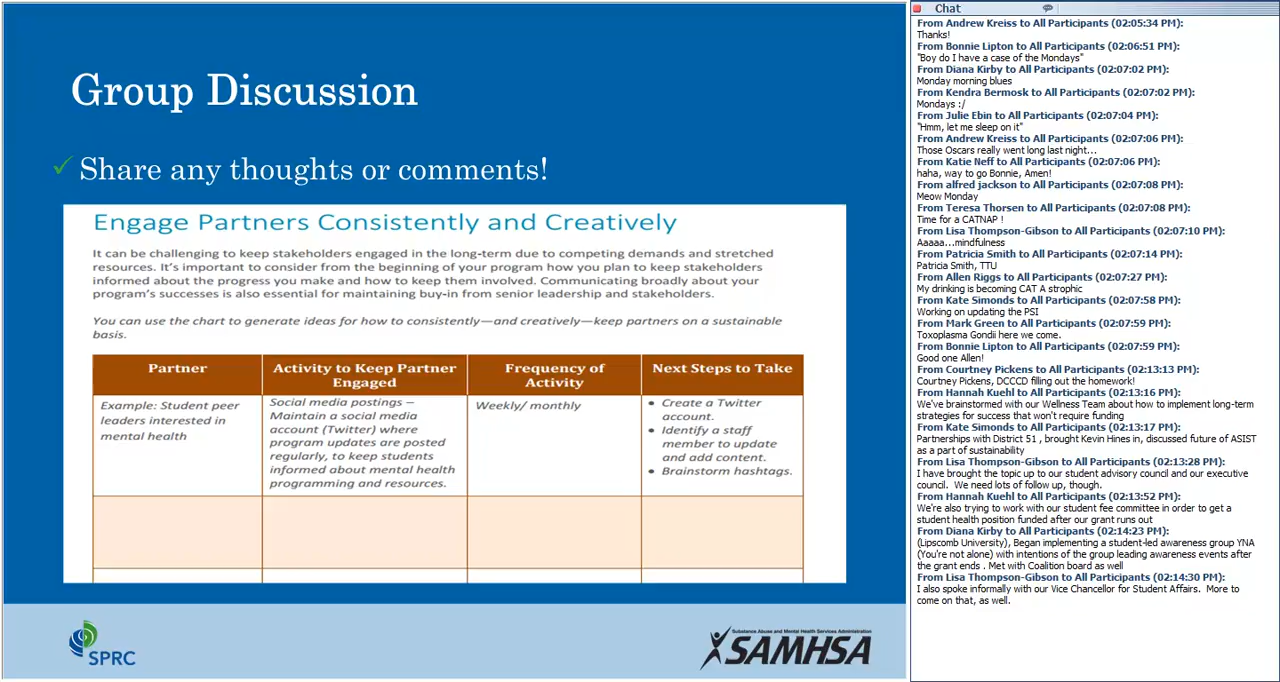 Group Discussion
✓ Share any thoughts or comments!
Engage Partners Consistently and Creatively
It can be challenging to keep stakeholders engaged in the long-term due to competing demands and stretched
resources. It's important to consider from the beginning of your program how you plan to keep stakeholders
informed about the progress you make and how to keep them involved. Communicating broadly about your
program's successes is also essential for maintaining buy-in from senior leadership and stakeholders.
You can use the chart to generate ideas for how to consistently—and creatively—keep partners on a sustainable
basis.
Partner
Activity to Keep Partner
Engaged
Frequency of
Activity
Next Steps to Take
Example: Student peer
leaders interested in
mental health
Social media postings –
Maintain a social media
account (Twitter) where
program updates are posted
regularly, to keep students
informed about mental health
programming and resources.
Weekly/ monthly
• Create a Twitter
account.
• Identify a staff
member to update
and add content.
• Brainstorm hashtags.
SPRC
Substance Abuse and Mental Health Services Administration
SAMHSA
Chat
From Andrew Kreiss to All Participants (02:05:34 PM):
Thanks!
From Bonnie Lipton to All Participants (02:06:51 PM):
"Boy do I have a case of the Mondays"
From Diana Kirby to All Participants (02:07:02 PM):
Monday morning blues
From Kendra Bermosk to All Participants (02:07:02 PM):
Mondays :/
From Julie Ebin to All Participants (02:07:04 PM):
"Hmm, let me sleep on it"
From Andrew Kreiss to All Participants (02:07:06 PM):
Those Oscars really went long last night...
From Katie Neff to All Participants (02:07:06 PM):
haha, way to go Bonnie, Amen!
From alfred jackson to All Participants (02:07:08 PM):
Meow Monday
From Teresa Thorsen to All Participants (02:07:08 PM):
Time for a CATNAP !
From Lisa Thompson-Gibson to All Participants (02:07:10 PM):
Aaaaa...mindfulness
From Patricia Smith to All Participants (02:07:14 PM):
Patricia Smith, TTU
From Allen Riggs to All Participants (02:07:27 PM):
My drinking is becoming CAT A strophic
From Kate Simonds to All Participants (02:07:58 PM):
Working on updating the PSI
From Mark Green to All Participants (02:07:59 PM):
Toxoplasma Gondii here we come.
From Bonnie Lipton to All Participants (02:07:59 PM):
Good one Allen!
From Courtney Pickens to All Participants (02:13:13 PM):
Courtney Pickens, DCCCD filling out the homework!
From Hannah Kuehl to All Participants (02:13:16 PM):
We've brainstormed with our Wellness Team about how to implement long-term
strategies for success that won't require funding
From Kate Simonds to All Participants (02:13:17 PM):
Partnerships with District 51 , brought Kevin Hines in, discussed future of ASIST
as a part of sustainability
From Lisa Thompson-Gibson to All Participants (02:13:28 PM):
I have brought the topic up to our student advisory council and our executive
council.  We need lots of follow up, though.
From Hannah Kuehl to All Participants (02:13:52 PM):
We're also trying to work with our student fee committee in order to get a
student health position funded after our grant runs out
From Diana Kirby to All Participants (02:14:23 PM):
(Lipscomb University), Began implementing a student-led awareness group YNA
(You're not alone) with intentions of the group leading awareness events after
the grant ends . Met with Coalition board as well
From Lisa Thompson-Gibson to All Participants (02:14:30 PM):
I also spoke informally with our Vice Chancellor for Student Affairs.  More to
come on that, as well.